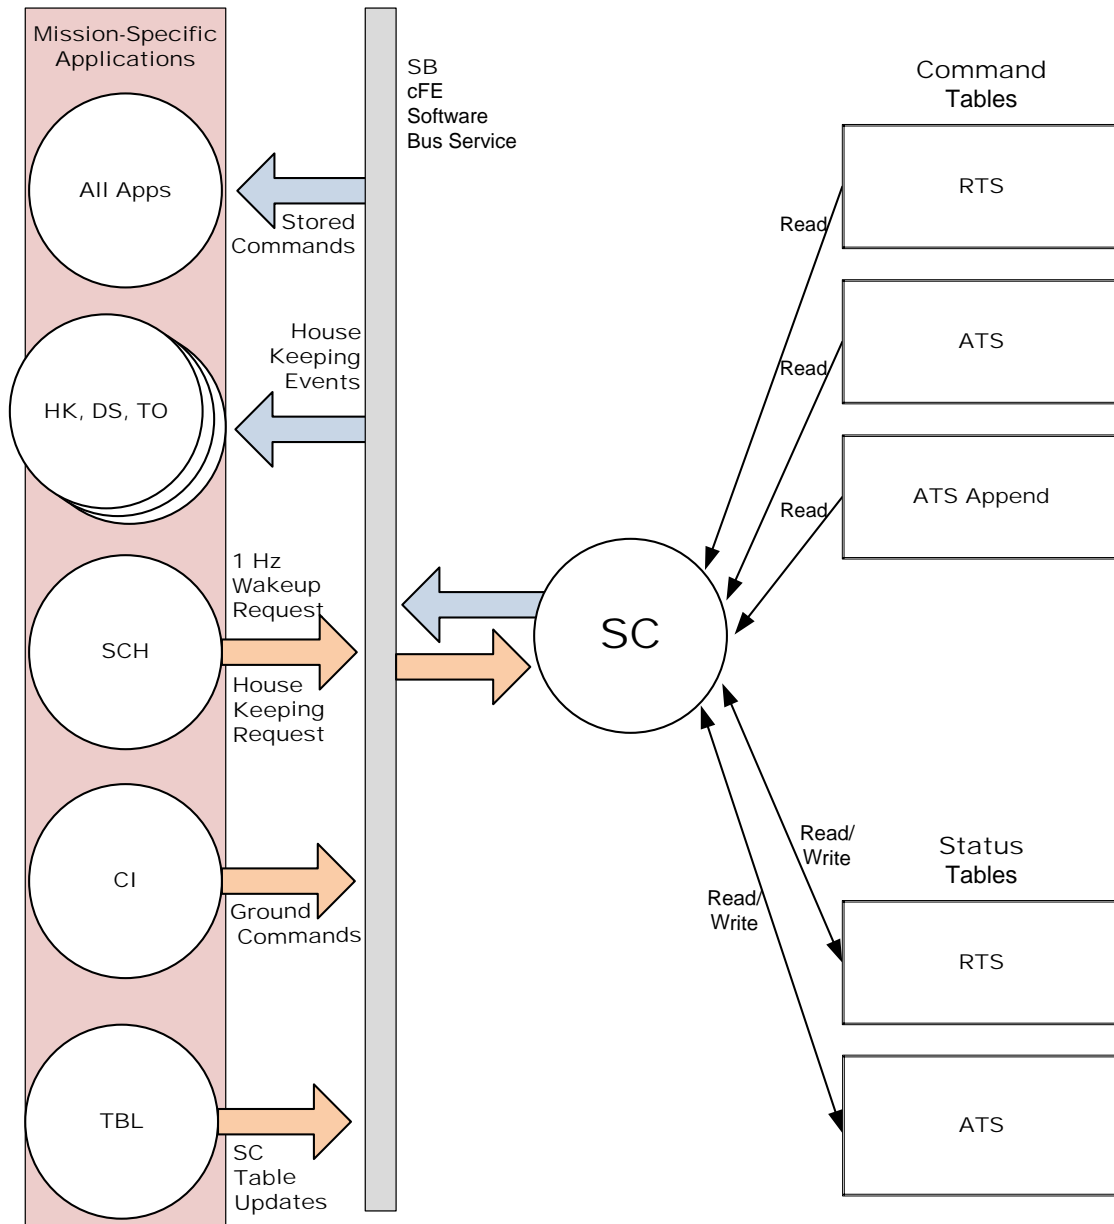 Mission-Specific
Applications
All Apps
HK, DS, TO
SCH
CI
TBL
Stored
Commands
House
Keeping
Events
1 Hz
Wakeup
Request
House
Keeping
Request
Ground
Commands
SC
Table
Updates
SB
cFE
Software
Bus Service
SC
Command
Tables
RTS
ATS
ATS Append
Read
Read
Read
Read/
Write
Read/
Write
Status
Tables
RTS
ATS